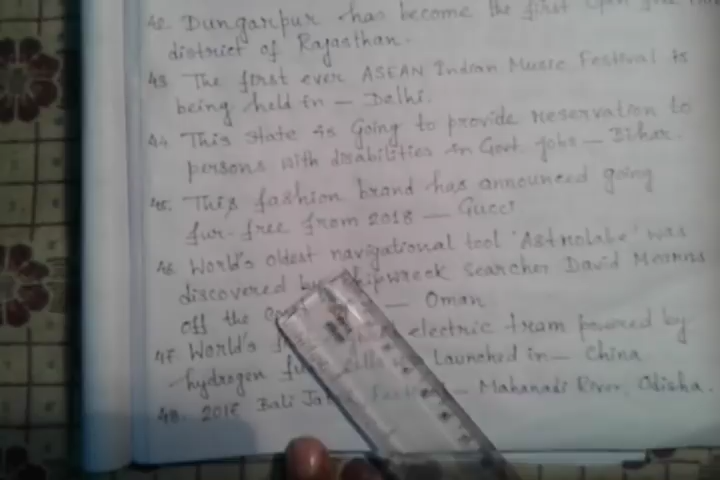 42. Dungarpur has become the first open
district of Rajasthan.
43. The first ever ASEAN Indian Music Festival is
being held in — Delhi.
44. This state is going to provide reservation to
persons with disabilities in Govt. jobs — Bihar.
45. This fashion brand has announced going
fur-free from 2018 — Gucci
46. World's oldest navigational tool 'Astrolabe' was
discovered by shipwreck searcher David Mearns
off the — Oman
47. World's electric tram powered by
hydrogen launched in — China
48. 2018 Bali — Mahanadi River, Odisha.